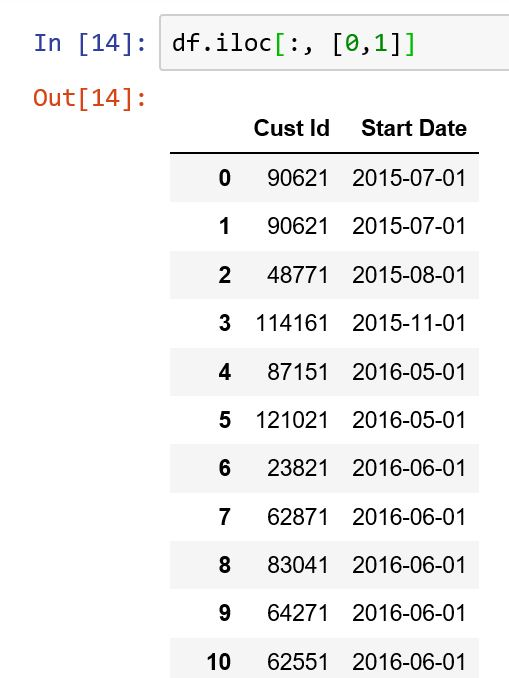 In [14]: df.iloc[:, [0,1]]
Out[14]:
Cust Id Start Date
0 90621 2015-07-01
1 90621 2015-07-01
2 48771 2015-08-01
3 114161 2015-11-01
4 87151 2016-05-01
5 121021 2016-05-01
6 23821 2016-06-01
7 62871 2016-06-01
8 83041 2016-06-01
9 64271 2016-06-01
10 62551 2016-06-01